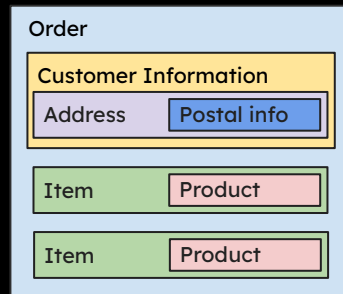 Order
Customer Information
Address Postal info
Item Product
Item Product